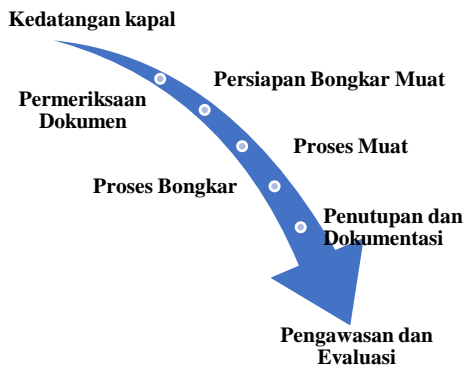 Kedatangan kapal
Persiapan Bongkar Muat
Permeriksaan
Dokumen
Proses Muat
Proses Bongkar
Penutupan dan
Dokumentasi
Pengawasan dan
Evaluasi